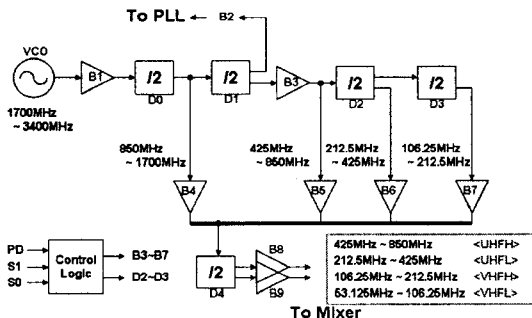 To PLL
B2
VCO
B1
/2
D0
/2
D1
B3
/2
D2
/2
D3
1700MHz
~ 3400MHz
850MHz
~ 1700MHz
425MHz
~ 850MHz
212.5MHz
~ 425MHz
106.25MHz
~ 212.5MHz
B4
B5
B6
B7
PD
S1
S0
Control
Logic
B3~B7
D2~D3
/2
D4
B8
B9
To Mixer
425MHz ~ 850MHz <UHFH>
212.5MHz ~ 425MHz <UHFL>
106.25MHz ~ 212.5MHz <VHFH>
53.125MHz ~ 106.25MHz <VHFL>